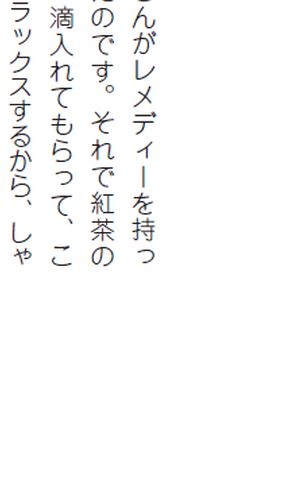 んがレメディーを持っ
のです。それで紅茶の
滴入れてもらって、こ
ラックスするから、しゃ